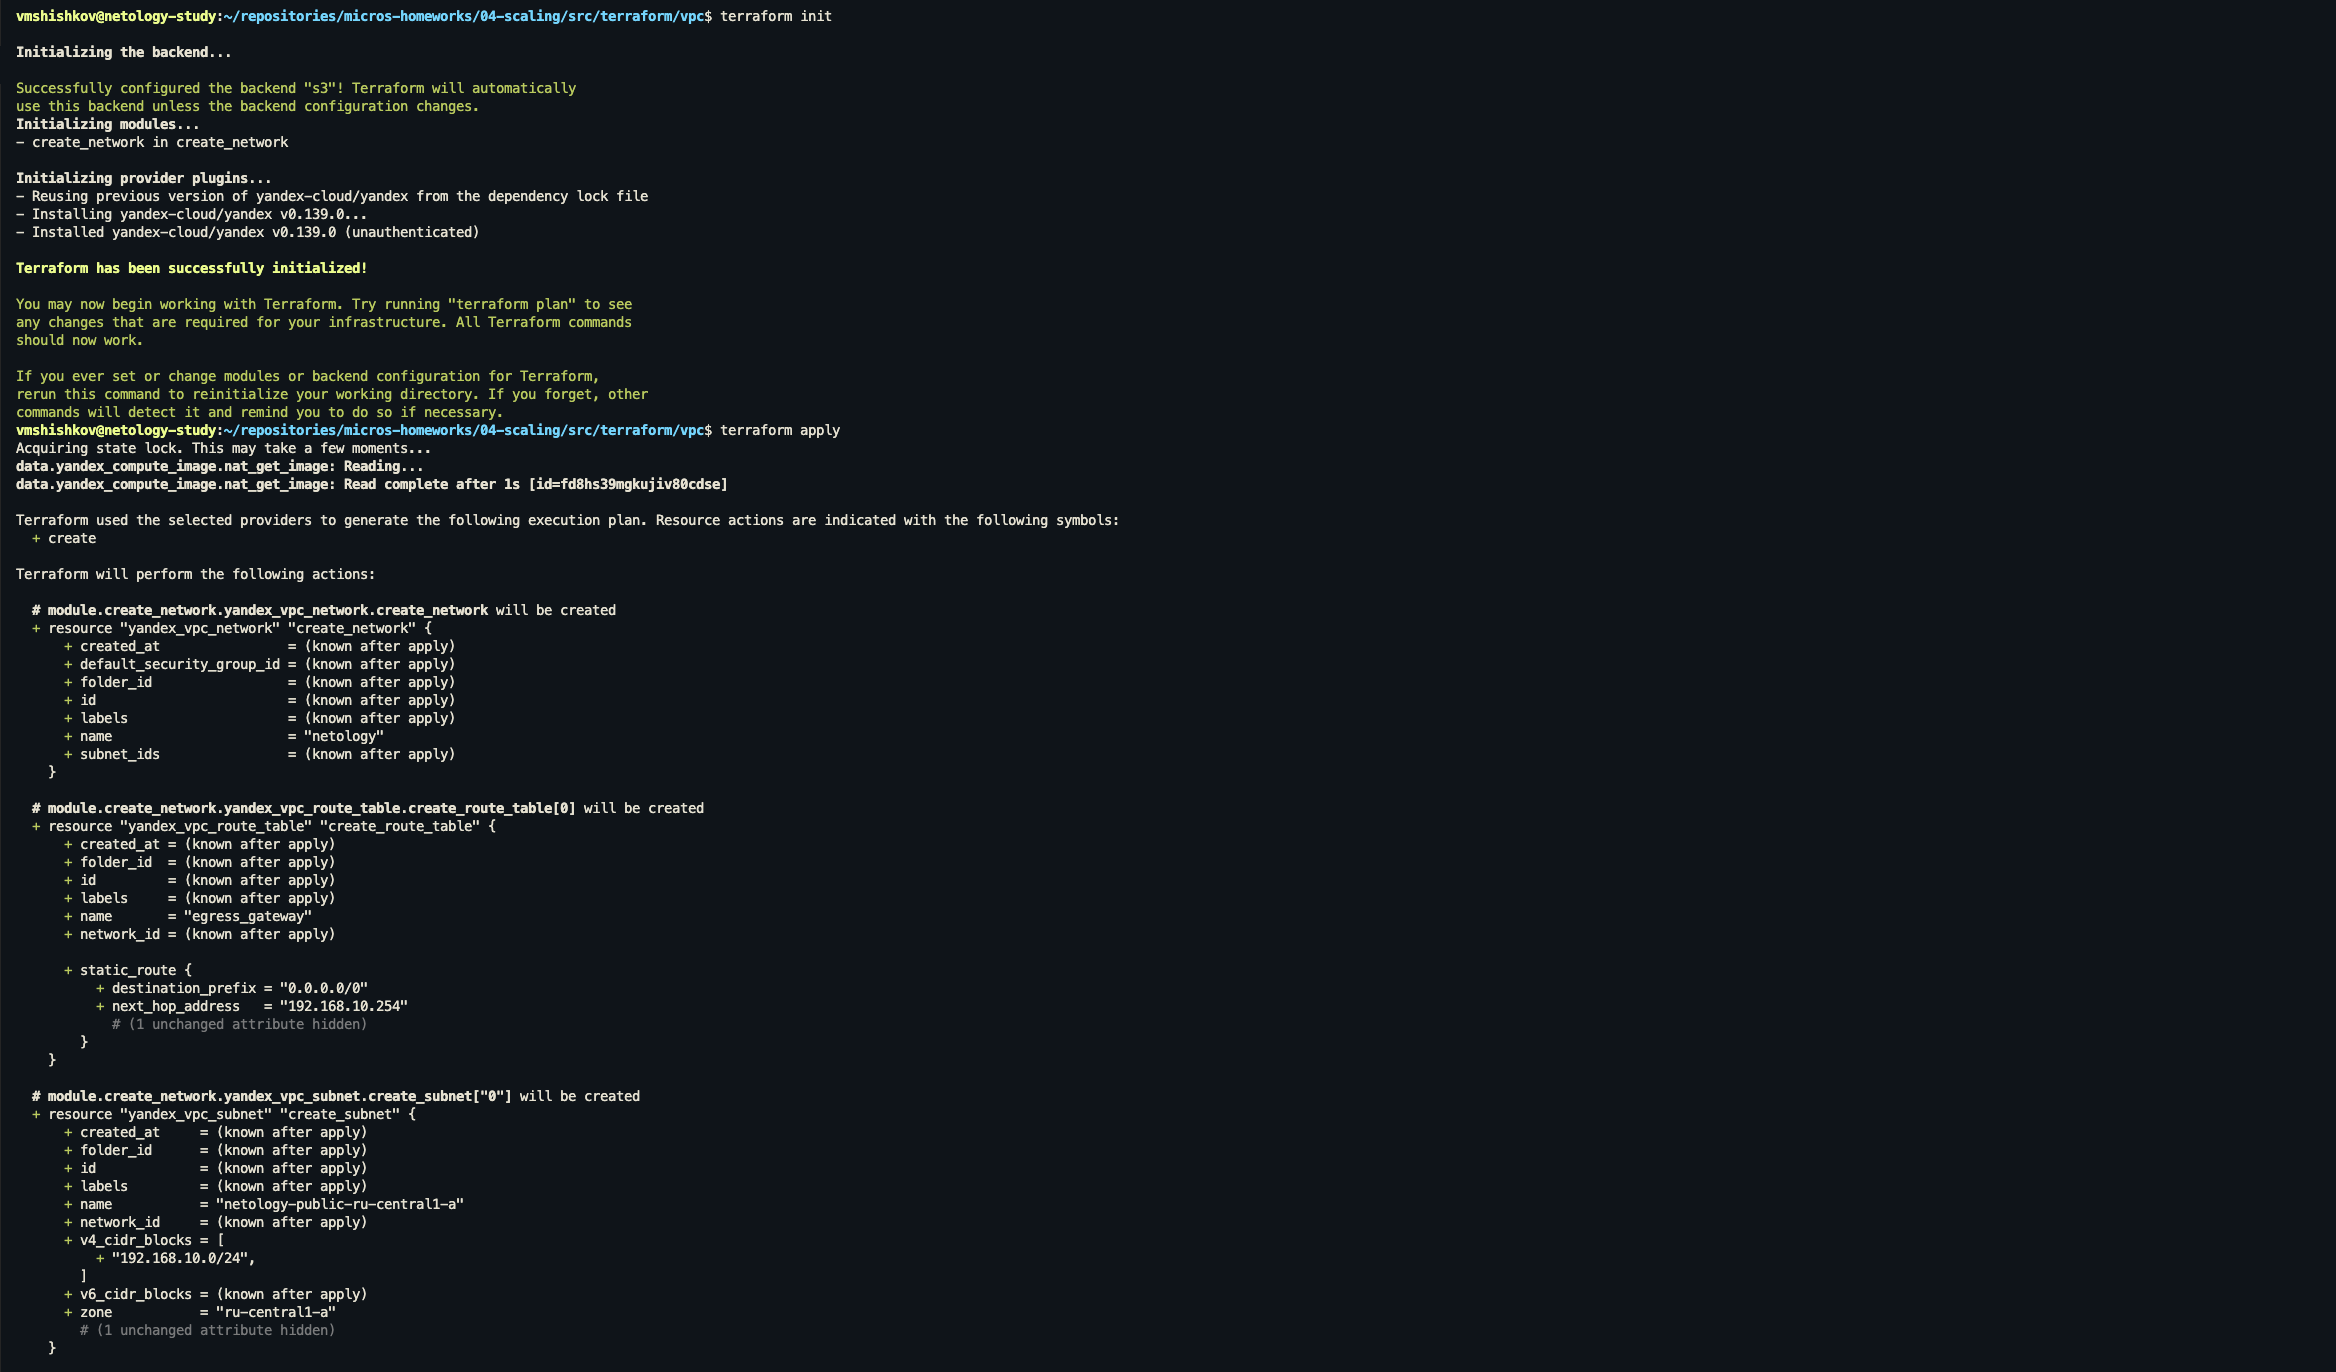 vmshishkov@netology-study:~/repositories/micros-homeworks/04-scaling/src/terraform/vpc$ terraform init
Initializing the backend...
Successfully configured the backend "s3"! Terraform will automatically
use this backend unless the backend configuration changes.
Initializing modules...
- create_network in create_network
Initializing provider plugins...
- Reusing previous version of yandex-cloud/yandex from the dependency lock file
- Installing yandex-cloud/yandex v0.139.0...
- Installed yandex-cloud/yandex v0.139.0 (unauthenticated)
Terraform has been successfully initialized!
You may now begin working with Terraform. Try running "terraform plan" to see
any changes that are required for your infrastructure. All Terraform commands
should now work.
If you ever set or change modules or backend configuration for Terraform,
rerun this command to reinitialize your working directory. If you forget, other
commands will detect it and remind you to do so if necessary.
vmshishkov@netology-study:~/repositories/micros-homeworks/04-scaling/src/terraform/vpc$ terraform apply
Acquiring state lock. This may take a few moments...
data.yandex_compute_image.nat_get_image: Reading...
data.yandex_compute_image.nat_get_image: Read complete after 1s [id=fd8hs39mgkujiv80cdse]
Terraform used the selected providers to generate the following execution plan. Resource actions are indicated with the following symbols:
  + create
Terraform will perform the following actions:
  # module.create_network.yandex_vpc_network.create_network will be created
  + resource "yandex_vpc_network" "create_network" {
      + created_at                = (known after apply)
      + default_security_group_id = (known after apply)
      + folder_id                 = (known after apply)
      + id                        = (known after apply)
      + labels                    = (known after apply)
      + name                      = "netology"
      + subnet_ids                = (known after apply)
    }
  # module.create_network.yandex_vpc_route_table.create_route_table[0] will be created
  + resource "yandex_vpc_route_table" "create_route_table" {
      + created_at = (known after apply)
      + folder_id  = (known after apply)
      + id         = (known after apply)
      + labels     = (known after apply)
      + name       = "egress_gateway"
      + network_id = (known after apply)
      + static_route {
          + destination_prefix = "0.0.0.0/0"
          + next_hop_address   = "192.168.10.254"
            # (1 unchanged attribute hidden)
        }
    }
  # module.create_network.yandex_vpc_subnet.create_subnet["0"] will be created
  + resource "yandex_vpc_subnet" "create_subnet" {
      + created_at     = (known after apply)
      + folder_id      = (known after apply)
      + id             = (known after apply)
      + labels         = (known after apply)
      + name           = "netology-public-ru-central1-a"
      + network_id     = (known after apply)
      + v4_cidr_blocks = [
          + "192.168.10.0/24",
        ]
      + v6_cidr_blocks = (known after apply)
      + zone           = "ru-central1-a"
        # (1 unchanged attribute hidden)
    }